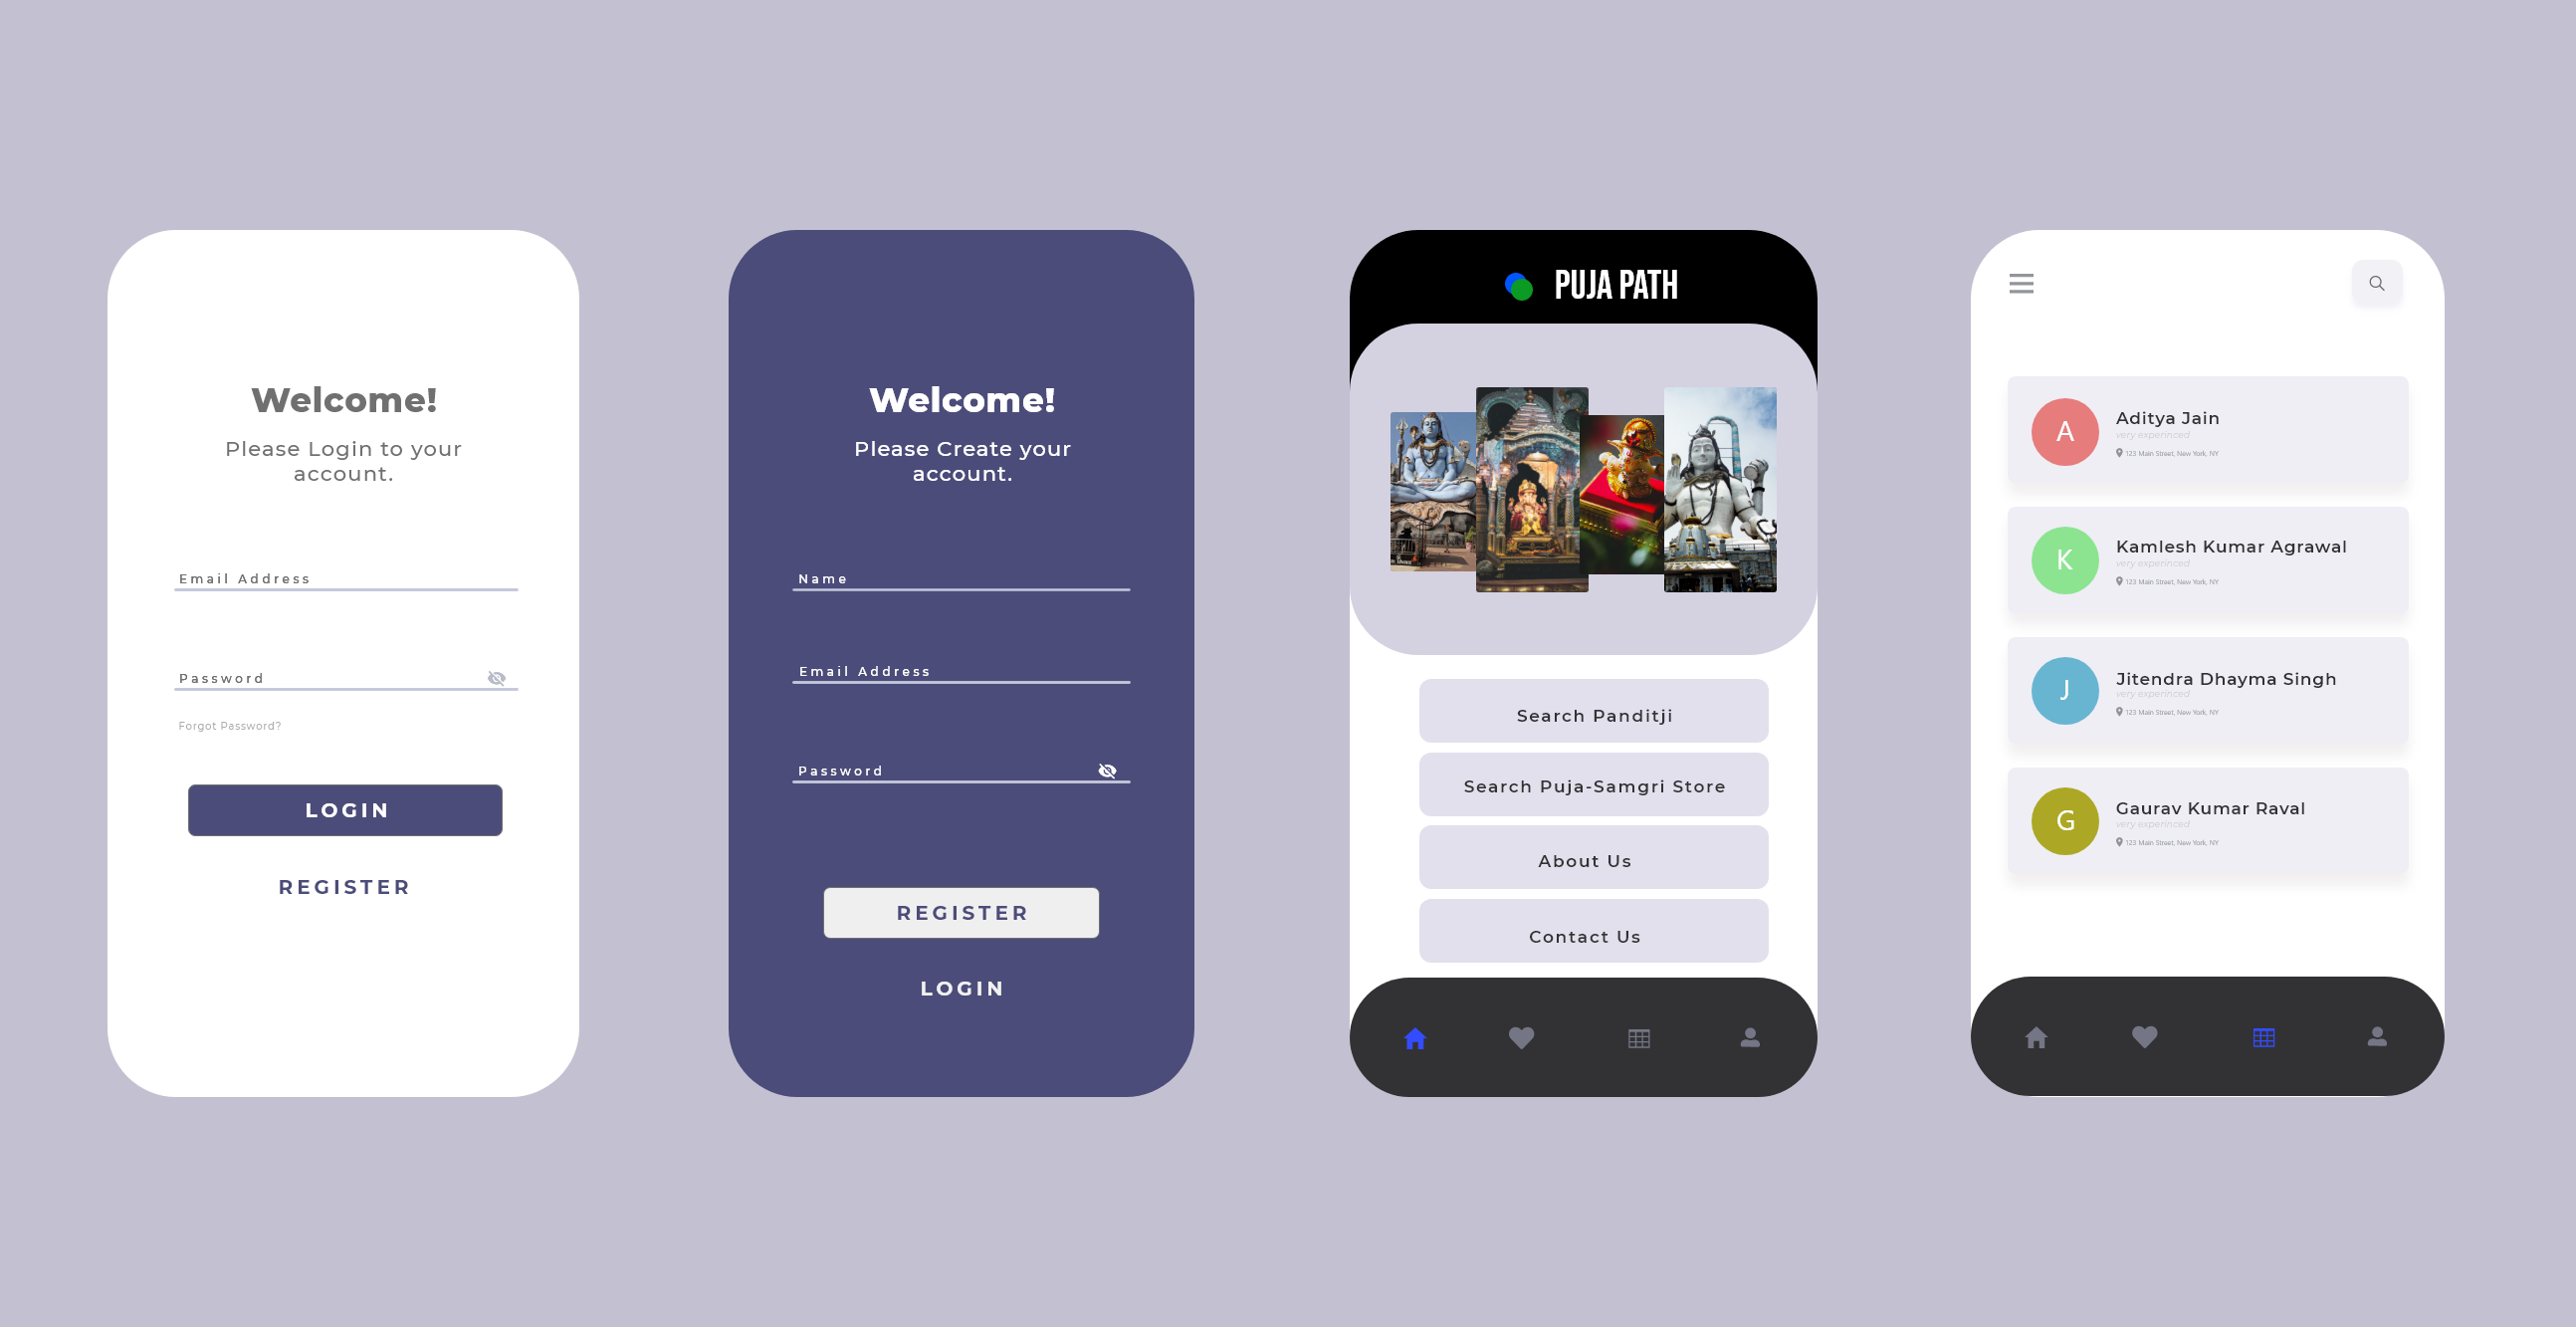 Welcome!
Please Login to your
account.
Email Address
Password
Forgot Password?
LOGIN
REGISTER
Welcome!
Please Create your
account.
Name
Email Address
Password
REGISTER
LOGIN
PUJA PATH
Search Panditji
Search Puja-Samgri Store
About Us
Contact Us
A
Aditya Jain
very experinced
123 Main Street, New York, NY
K
Kamlesh Kumar Agrawal
very experinced
123 Main Street, New York, NY
J
Jitendra Dhayma Singh
very experinced
123 Main Street, New York, NY
G
Gaurav Kumar Raval
very experinced
123 Main Street, New York, NY